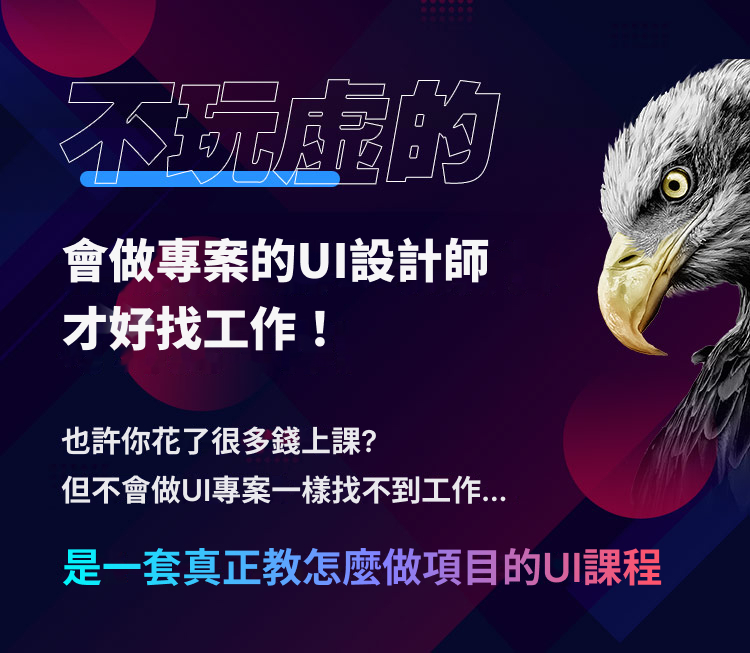 不玩虛的
會做專案的UI設計師
才好找工作！
也許你花了很多錢上課?
但不會做UI專案一樣找不到工作...
是一套真正教怎麼做項目的UI課程